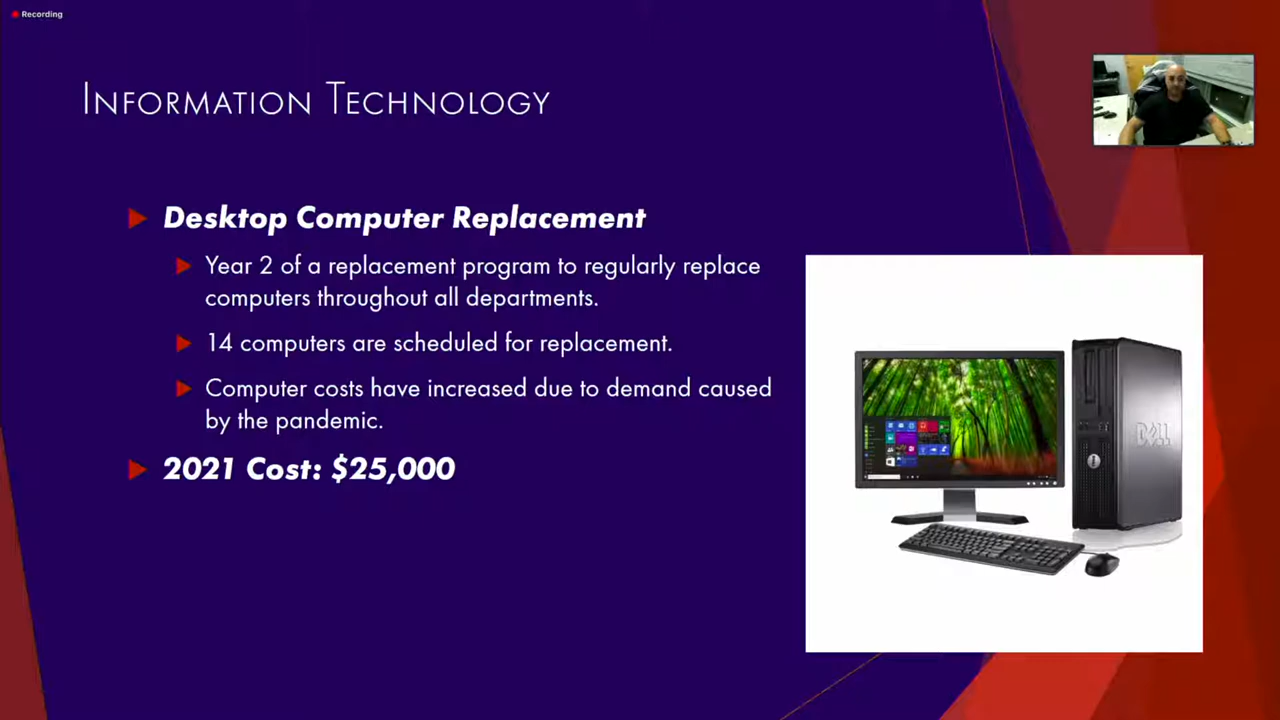 Recording
Information Technology
Desktop Computer Replacement
Year 2 of a replacement program to regularly replace
computers throughout all departments.
14 computers are scheduled for replacement.
Computer costs have increased due to demand caused
by the pandemic.
2021 Cost: $25,000
DELL